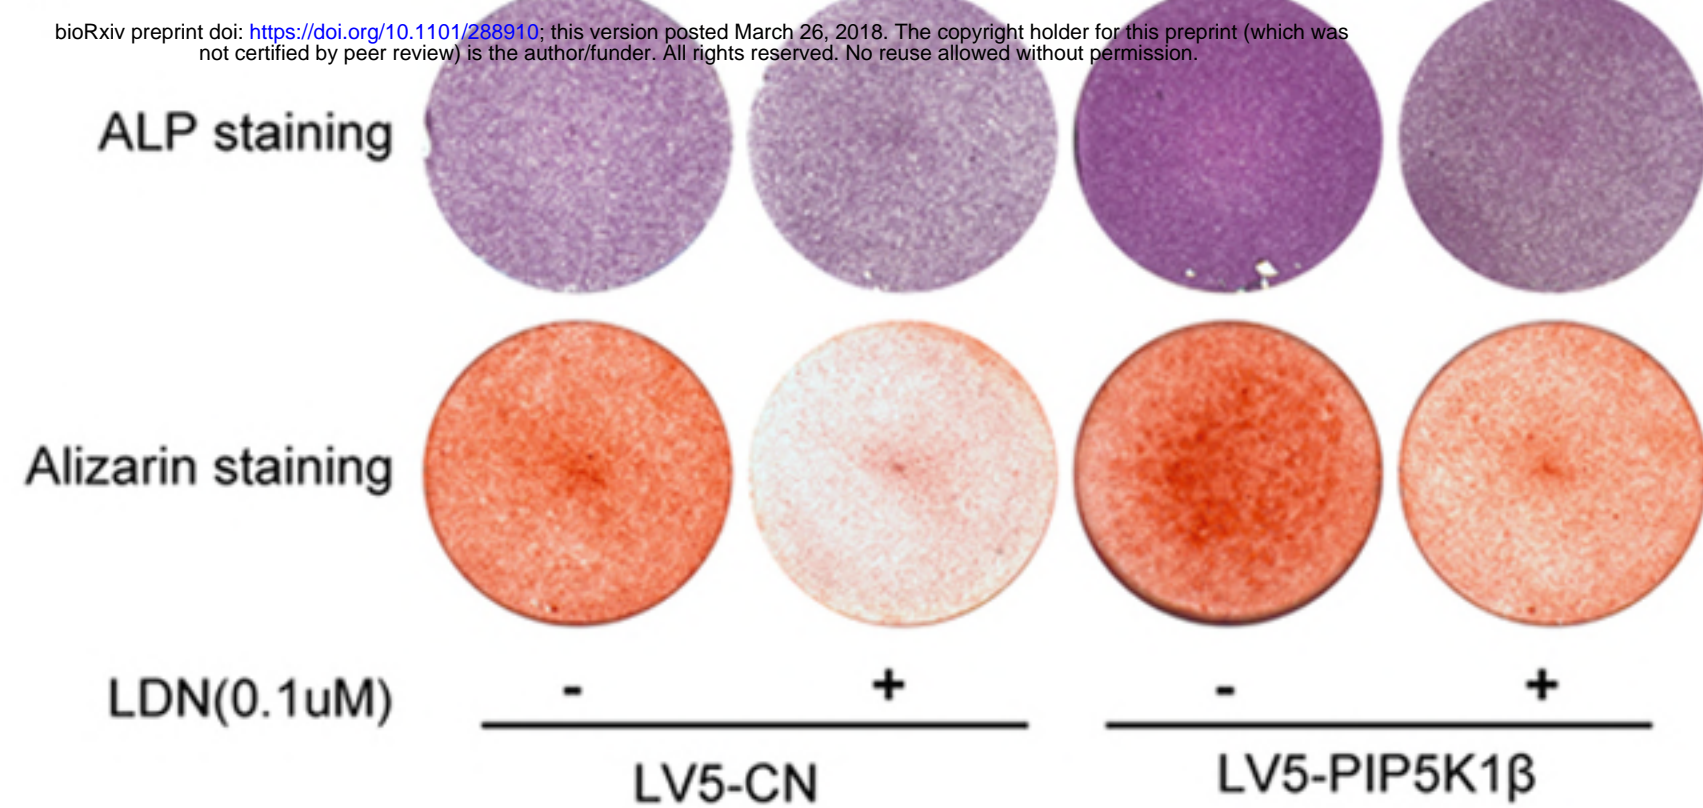 bioRxiv preprint doi: https://doi.org/10.1101/288910; this version posted March 26, 2018. The copyright holder for this preprint (which was
not certified by peer review) is the author/funder. All rights reserved. No reuse allowed without permission.
ALP staining
Alizarin staining
LDN(0.1uM) - + - +
LV5-CN LV5-PIP5K1β